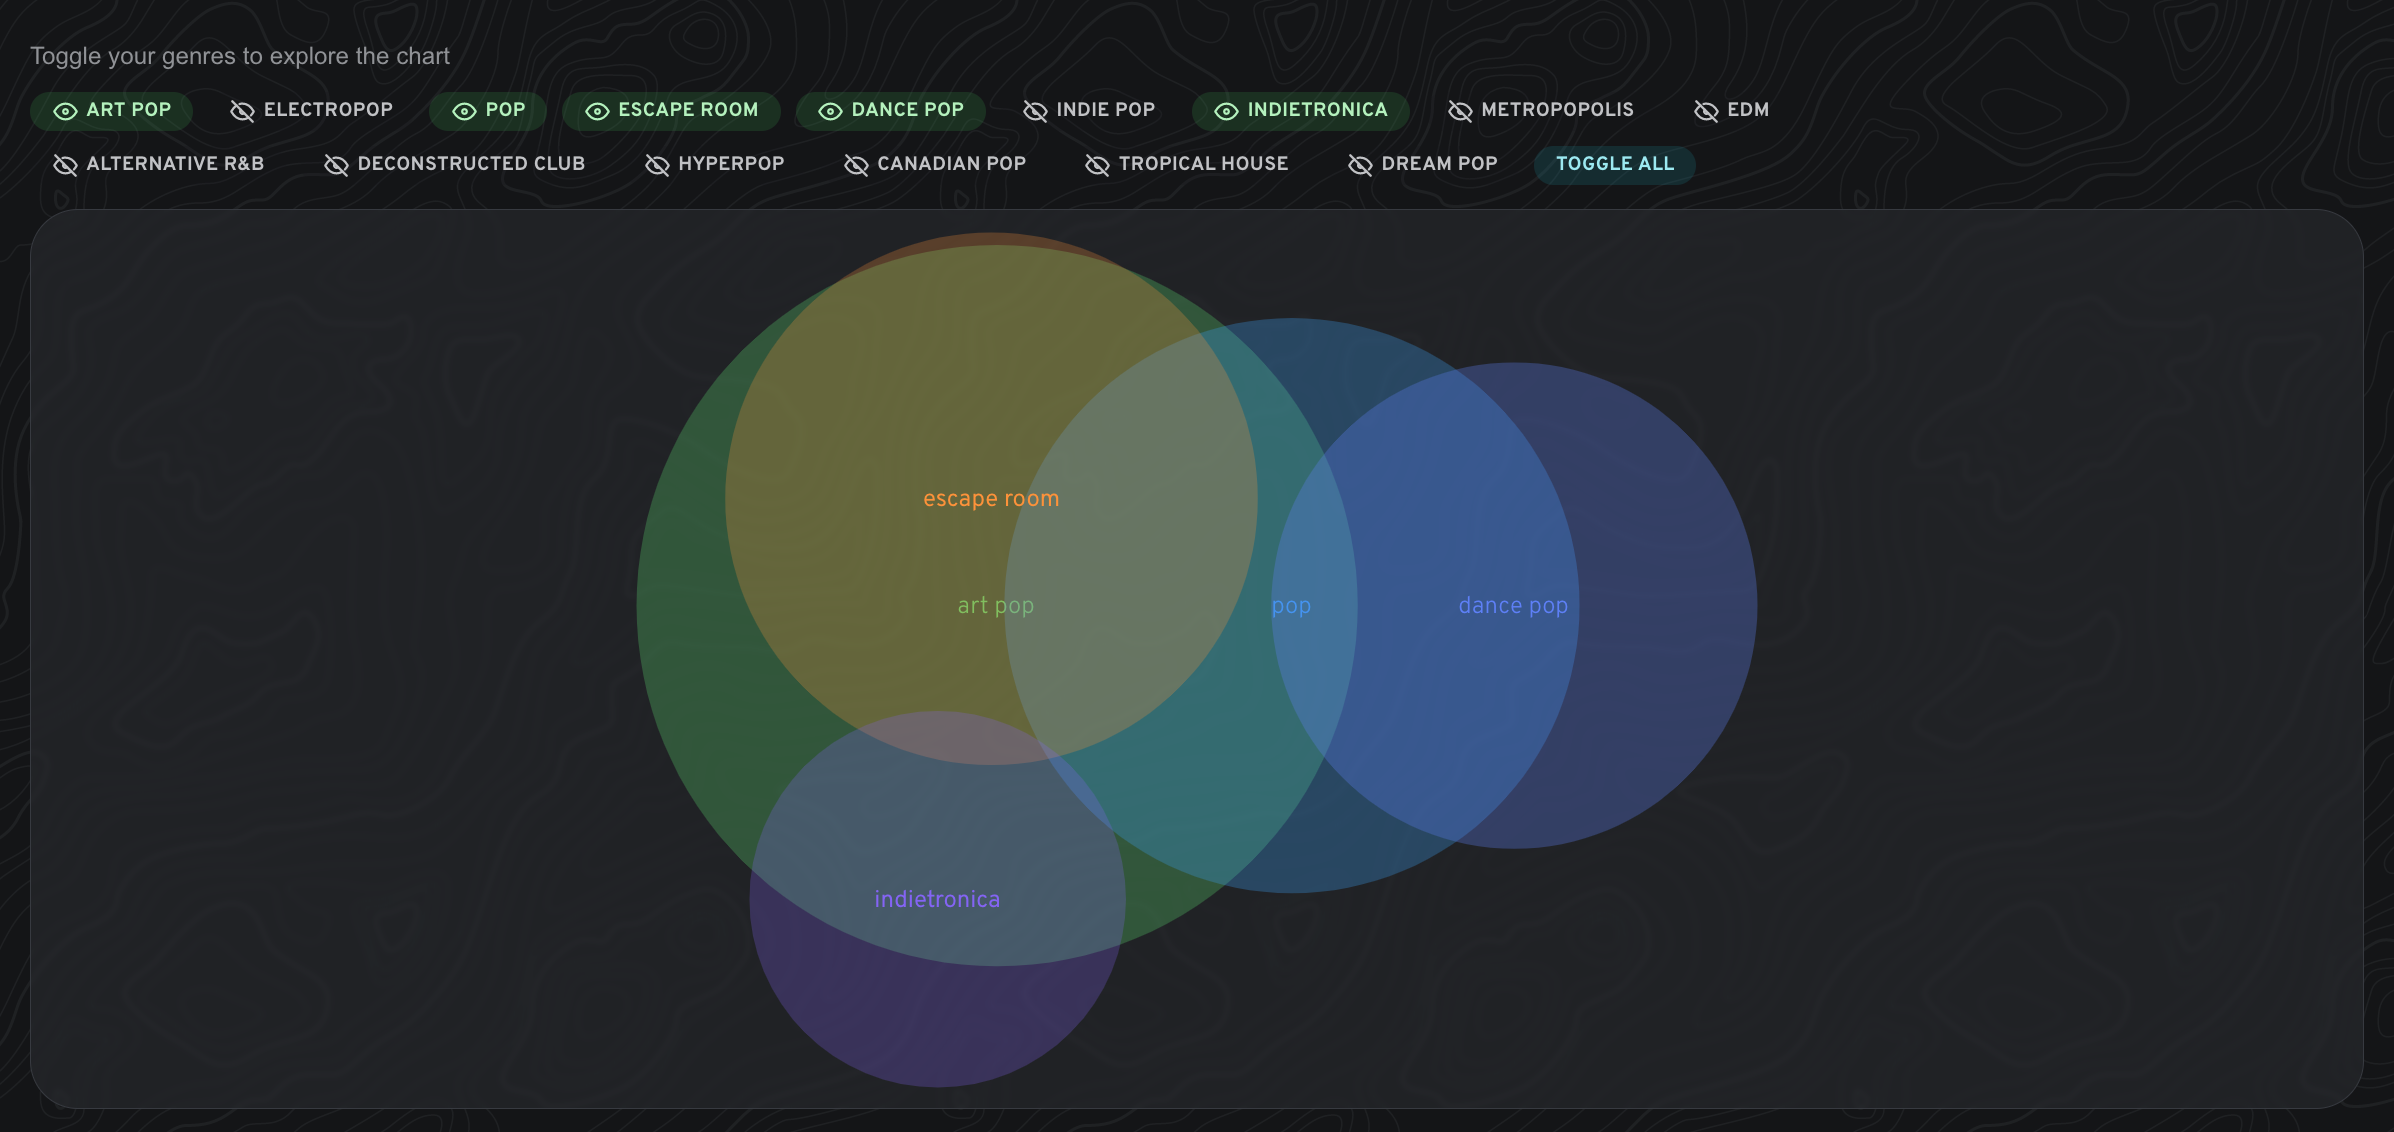 Toggle your genres to explore the chart
ART POP ELECTROPOP POP ESCAPE ROOM DANCE POP INDIE POP INDIETRONICA METROPOPOLIS EDM
ALTERNATIVE R&B DECONSTRUCTED CLUB HYPERPOP CANADIAN POP TROPICAL HOUSE DREAM POP TOGGLE ALL
escape room
art pop pop dance pop
indietronica